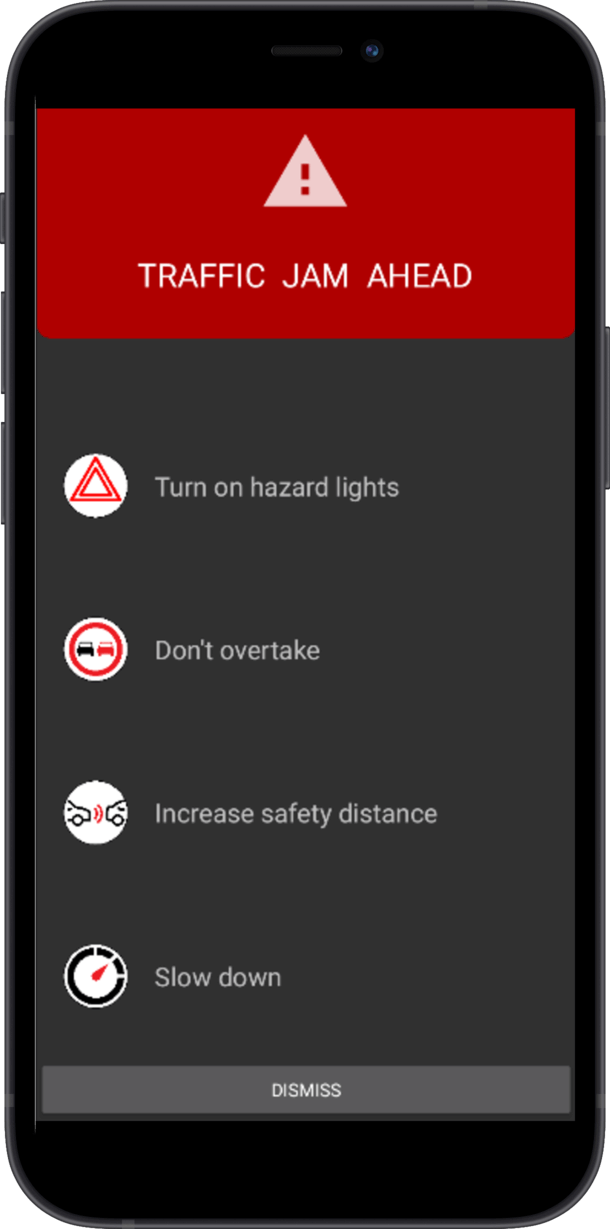 TRAFFIC JAM AHEAD
Turn on hazard lights
Don't overtake
Increase safety distance
Slow down
DISMISS